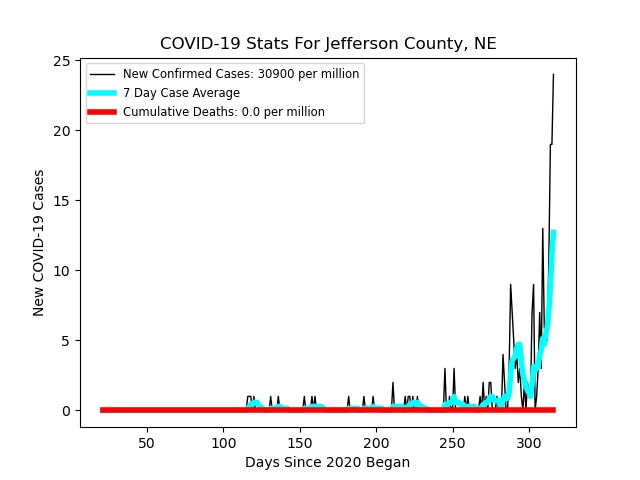 COVID-19 Stats For Jefferson County, NE
New Confirmed Cases: 30900 per million
7 Day Case Average
Cumulative Deaths: 0.0 per million
25
20
15
10
5
0
New COVID-19 Cases
50 100 150 200 250 300
Days Since 2020 Began